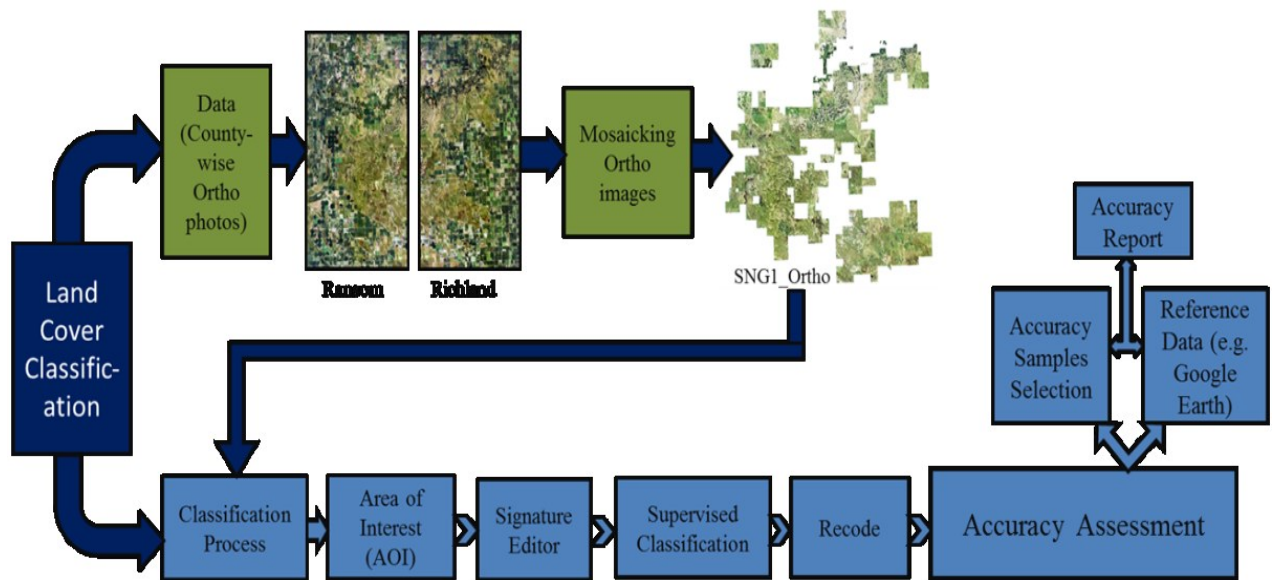 Land
Cover
Classific-
ation
Data
(County-
wise
Ortho
photos)
Ransom
Richland
Mosaicking
Ortho
images
SNG1_Ortho
Classification
Process
Area of
Interest
(AOI)
Signature
Editor
Supervised
Classification
Recode
Accuracy Assessment
Accuracy
Samples
Selection
Reference
Data (e.g.
Google
Earth)
Accuracy
Report